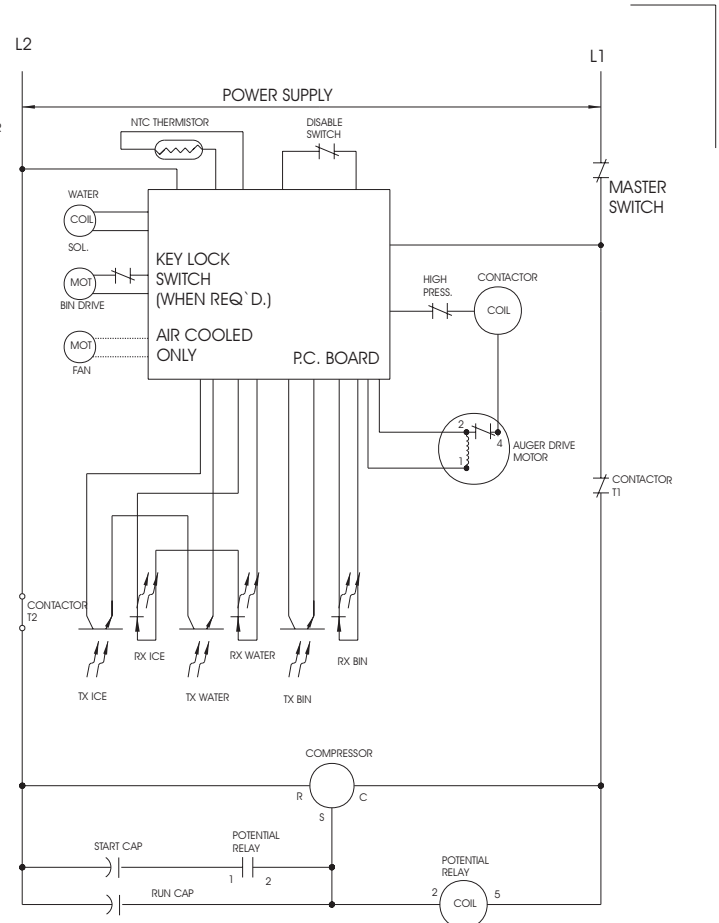 L2
L1
POWER SUPPLY
R
NTC THERMISTOR
DISABLE
SWITCH
MASTER
SWITCH
WATER
COIL
SOL.
KEY LOCK
SWITCH
(WHEN REQ`D.)
MOT
BIN DRIVE
AIR COOLED
ONLY
MOT
FAN
P.C. BOARD
HIGH
PRESS.
CONTACTOR
COIL
2
4
1
AUGER DRIVE
MOTOR
CONTACTOR
T1
CONTACTOR
T2
RX ICE
RX WATER
RX BIN
TX ICE
TX WATER
TX BIN
COMPRESSOR
R
C
S
START CAP
POTENTIAL
RELAY
1
2
RUN CAP
POTENTIAL
RELAY
2
COIL
5